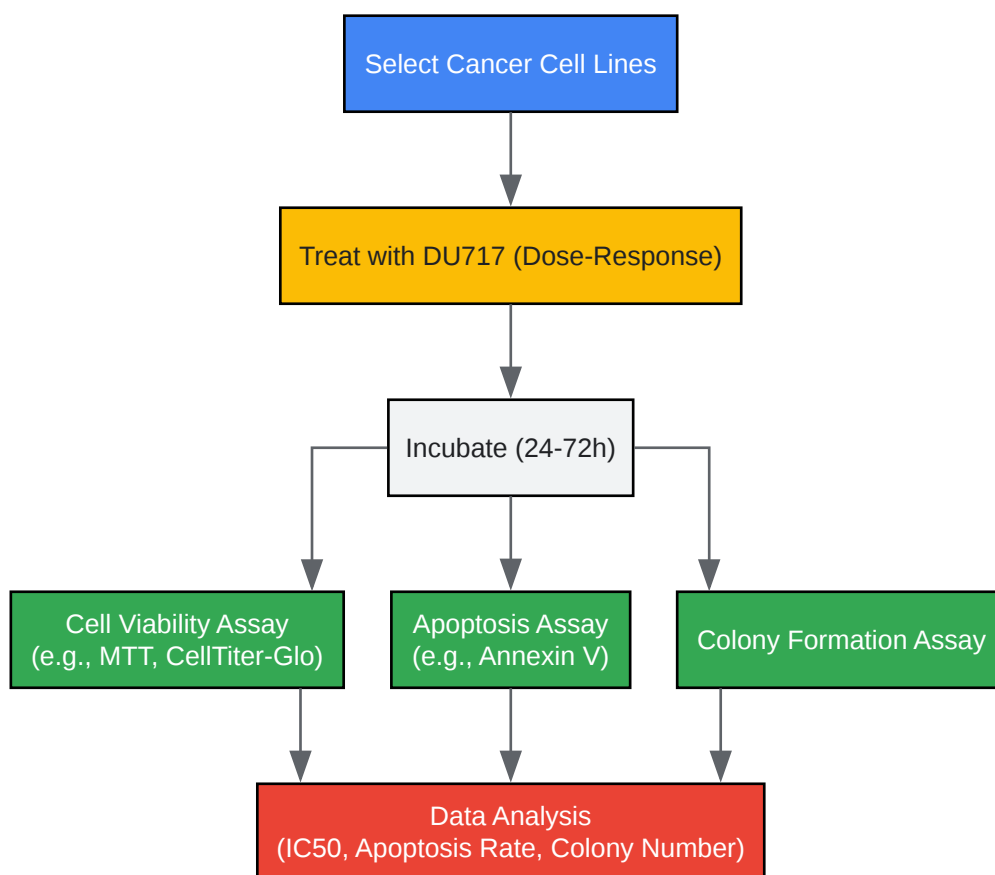 Select Cancer Cell Lines
Treat with DU717 (Dose-Response)
Incubate (24-72h)
Cell Viability Assay
(e.g., MTT, CellTiter-Glo)
Apoptosis Assay
(e.g., Annexin V)
Colony Formation Assay
Data Analysis
(IC50, Apoptosis Rate, Colony Number)